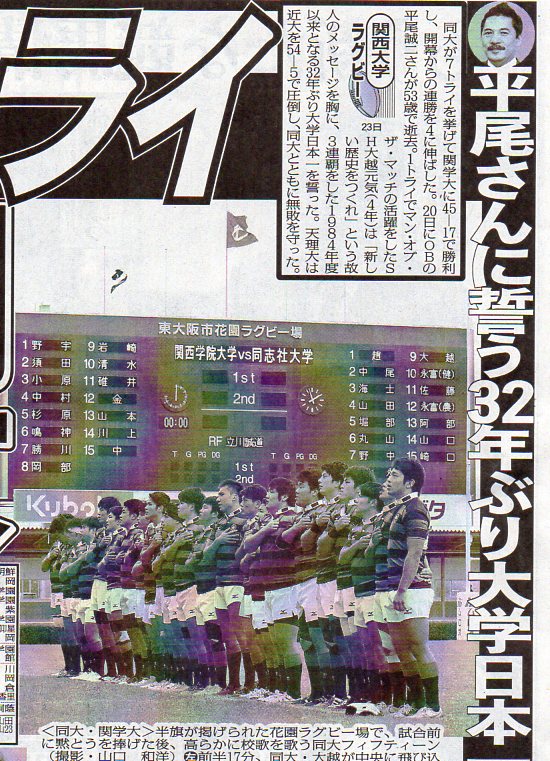 平尾さんに誓う32年ぶり大学日本
ライ
関西大学
ラグビー
23日
同大が7トライを挙げて関学大に45―17で勝利
し、開幕からの連勝を4に伸ばした。20日にOBの
平尾誠二さんが53歳で逝去。1トライでマン・オブ・
ザ・マッチの活躍をしたS
H大越元気(4年)は「新し
い歴史をつくれ」という故
人のメッセージを胸に、3連覇をした1984年度
以来となる32年ぶり大学日本一を誓った。天理大は
近大を54―5で圧倒し、同大とともに無敗を守った。
東大阪市花園ラグビー場
関西学院大学vs同志社大学
1 野宇 9 岩崎
2 須田 10 清水
3 小原 11 碓井
4 中村 12 金
5 杉原 13 山本
6 鳴神 14 川上
7 勝川 15 中
8 岡部
1st
2nd
00:00
RF 立川誠道
T G PG DG T G PG DG
1st
2nd
1 趙 9 大越
2 中尾 10 永富(健)
3 海士 11 佐藤
4 山田 12 永富(農)
5 堀部 13 阿部
6 丸山 14 山口
7 野中 15 崎口
Kubo
タ
<同大・関学大>半旗が掲げられた花園ラグビー場で、試合前
に黙とうを捧げた後、高らかに校歌を歌う同大フィフティーン
(撮影・山口 和洋)左前半17分、同大・大越が中央に飛び込